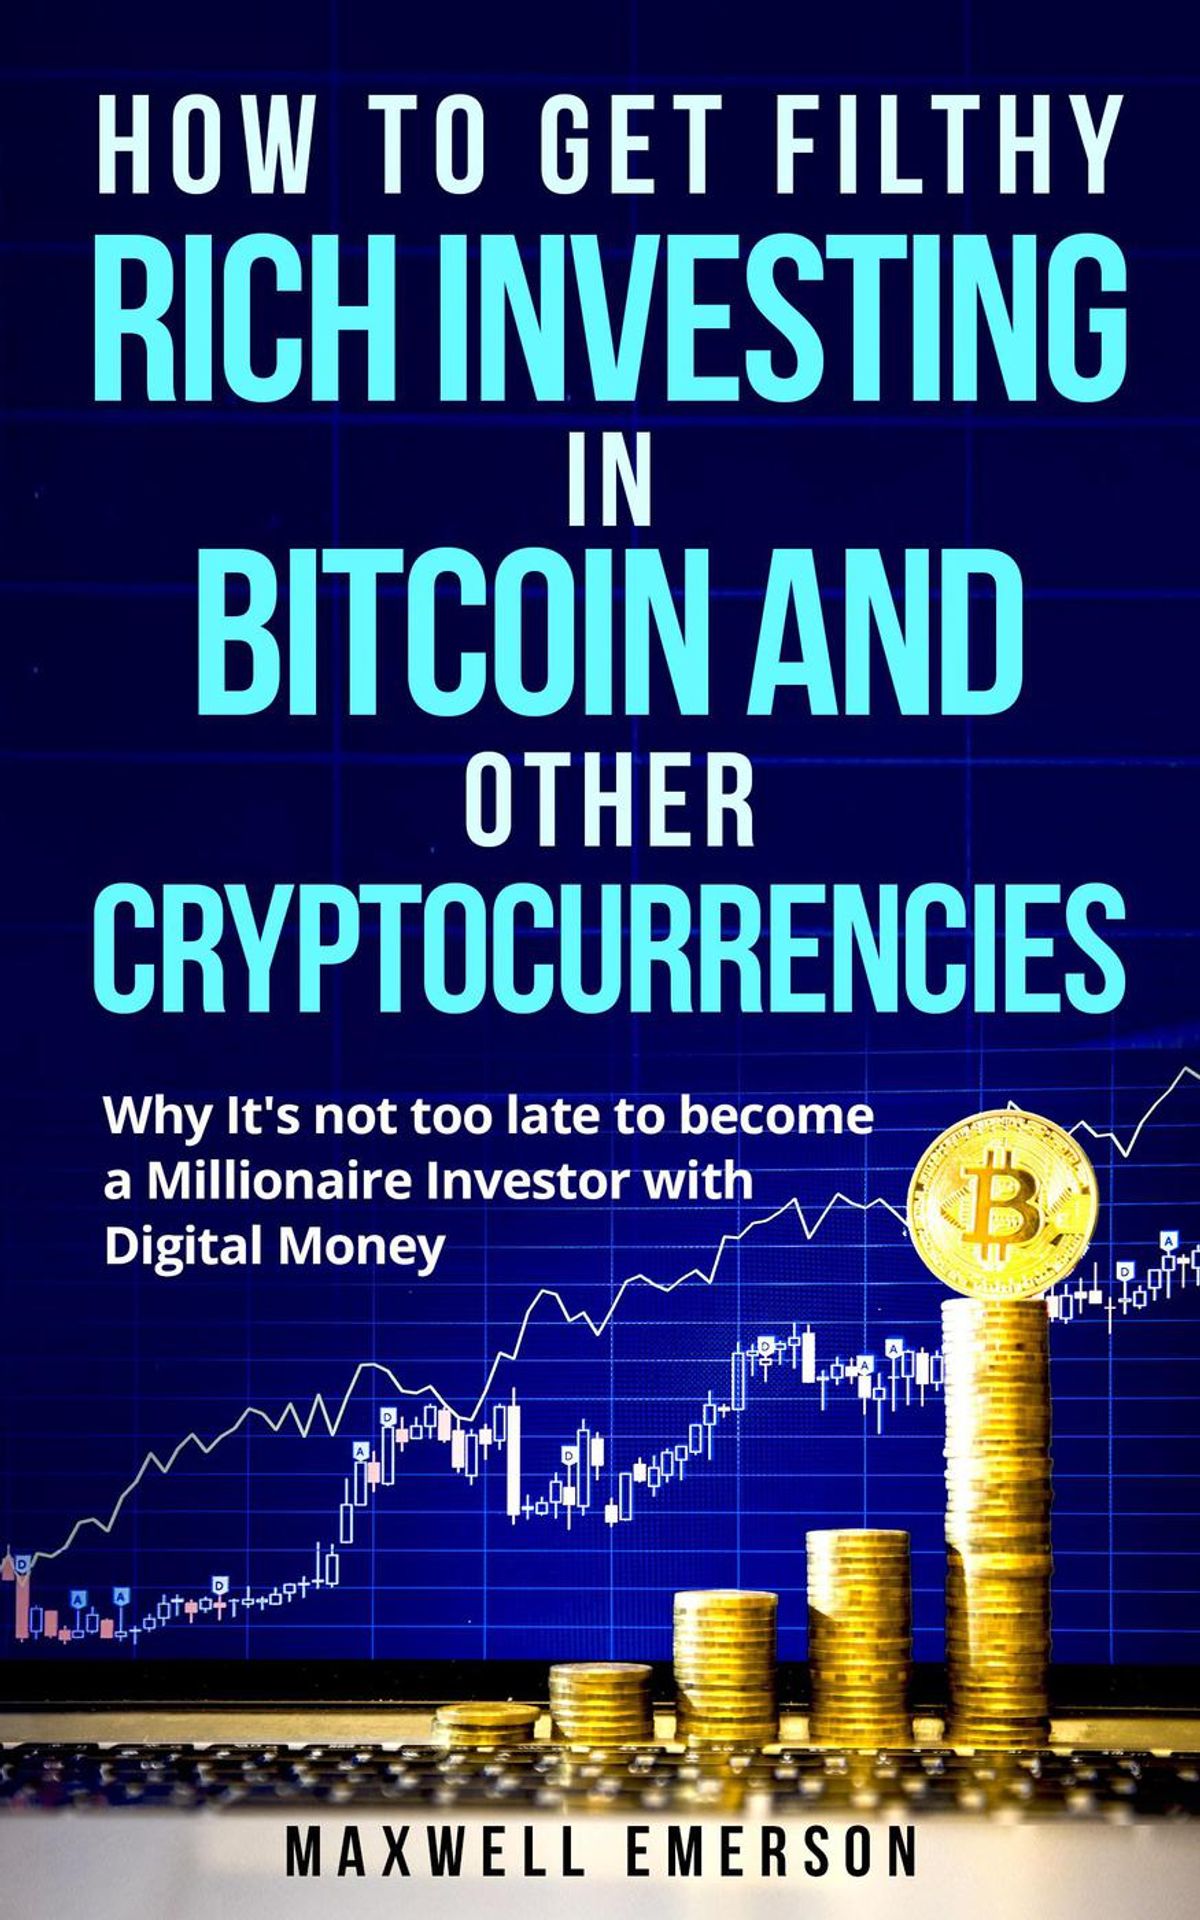 HOW TO GET FILTHY
RICH INVESTING
IN
BITCOIN AND
OTHER
CRYPTOCURRENCIES
Why It's not too late to become
a Millionaire Investor with
Digital Money
B
D
A
D
A
D
A
D
D
A
A
D
A
MAXWELL EMERSON